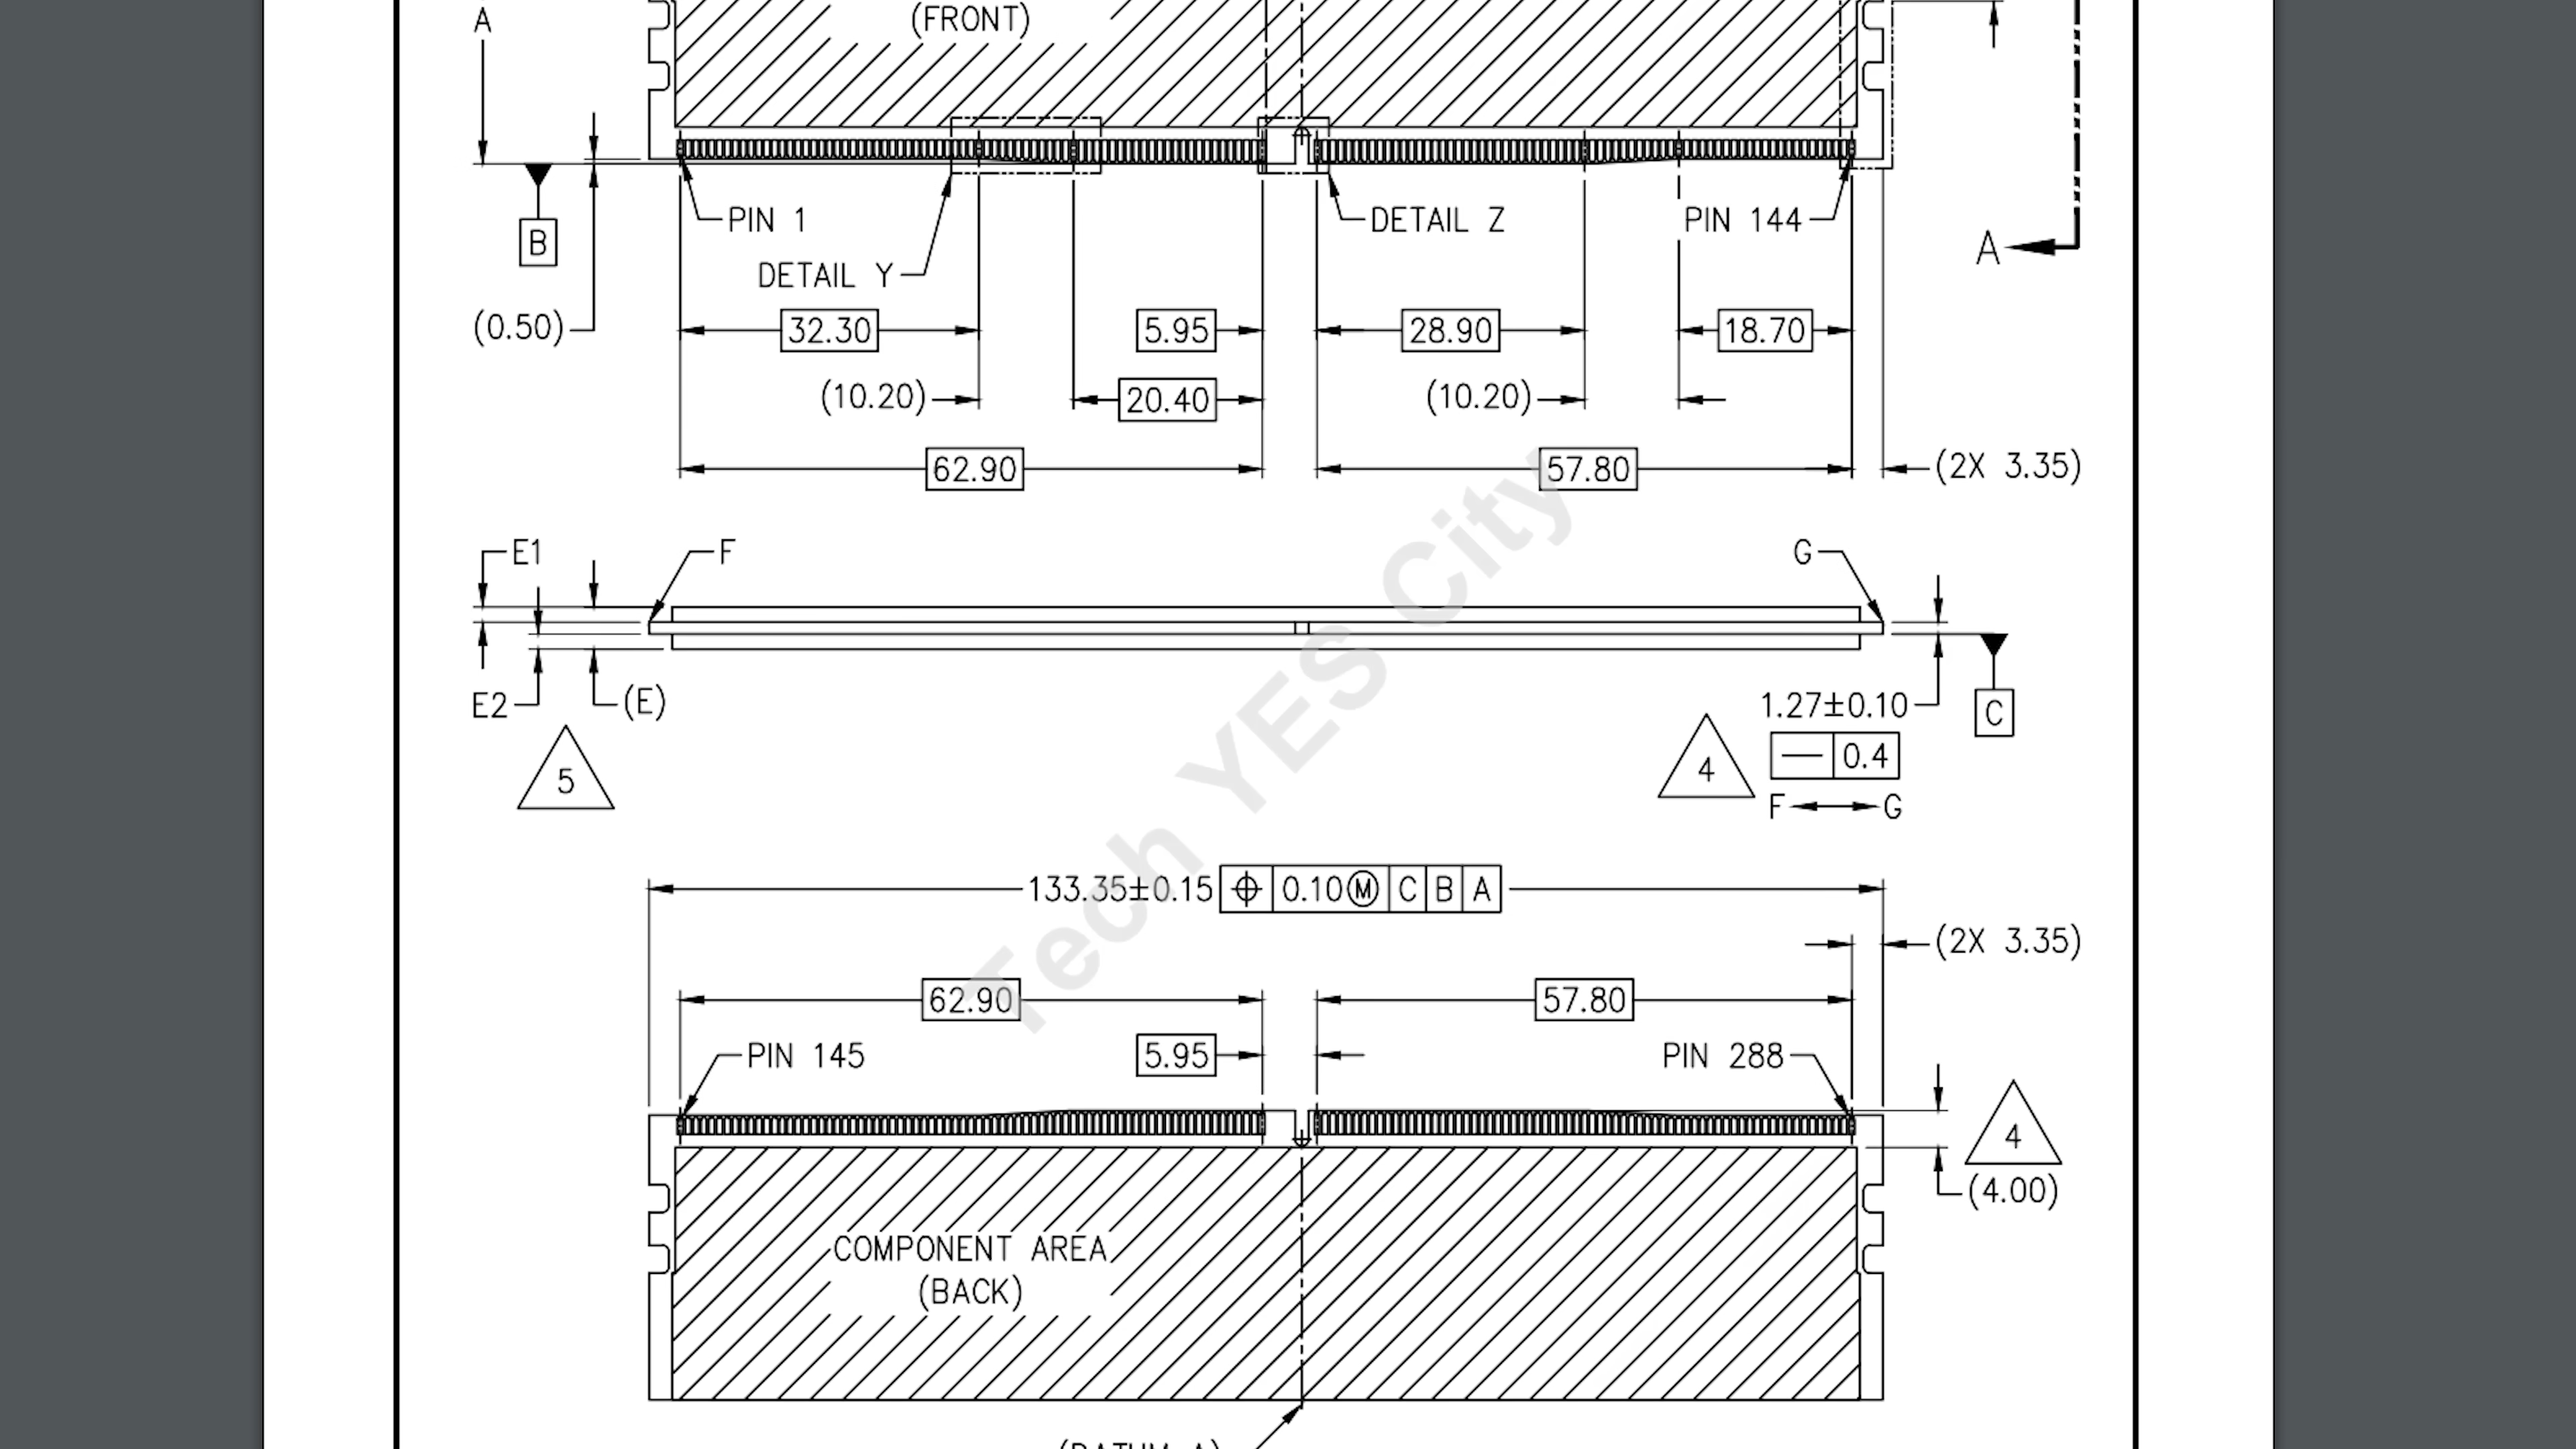 (FRONT)
A
PIN 1
DETAIL Z
PIN 144
B
A
DETAIL Y
(0.50)
32.30
5.95
28.90
18.70
(10.20)
20.40
(10.20)
62.90
57.80
(2X 3.35)
E1
F
G
E2
(E)
1.27±0.10
C
5
4
— 0.4
F G
Tech YES City
133.35±0.15 ⌖ 0.10Ⓜ C B A
(2X 3.35)
62.90
57.80
PIN 145
5.95
PIN 288
4
(4.00)
COMPONENT AREA
(BACK)